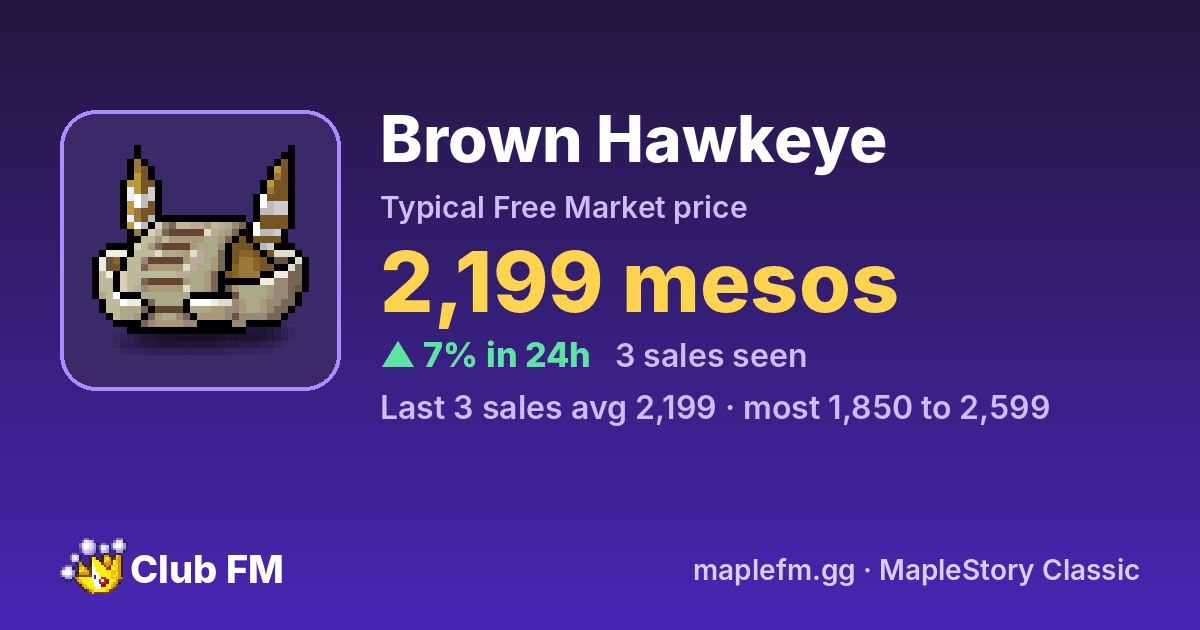 Brown Hawkeye
Typical Free Market price
2,199 mesos
▲ 7% in 24h 3 sales seen
Last 3 sales avg 2,199 · most 1,850 to 2,599
Club FM
maplefm.gg · MapleStory Classic